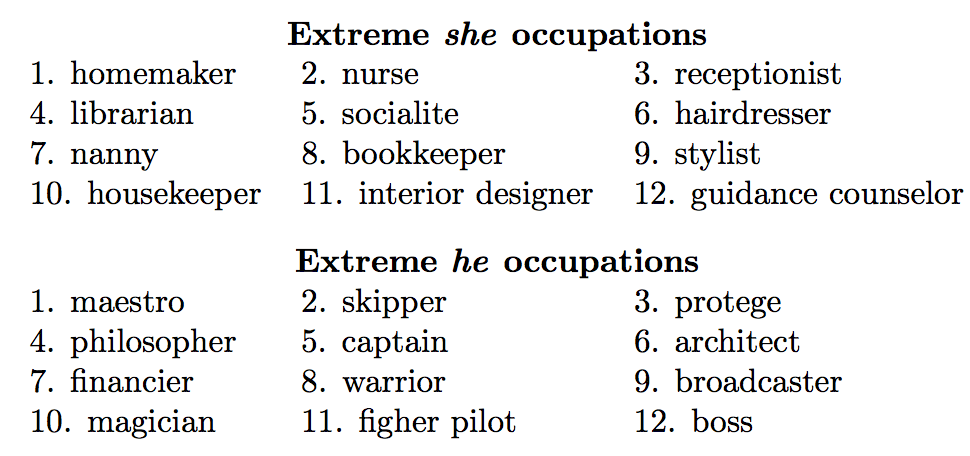 Extreme she occupations
1. homemaker 2. nurse 3. receptionist
4. librarian 5. socialite 6. hairdresser
7. nanny 8. bookkeeper 9. stylist
10. housekeeper 11. interior designer 12. guidance counselor
Extreme he occupations
1. maestro 2. skipper 3. protege
4. philosopher 5. captain 6. architect
7. financier 8. warrior 9. broadcaster
10. magician 11. figher pilot 12. boss